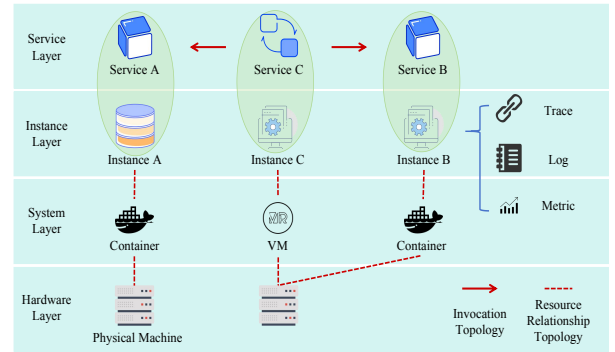 Service
Layer
Service A
Service C
Service B
Instance
Layer
Instance A
Instance C
Instance B
Trace
Log
Metric
System
Layer
Container
VM
Container
Hardware
Layer
Physical Machine
Invocation
Topology
Resource
Relationship
Topology